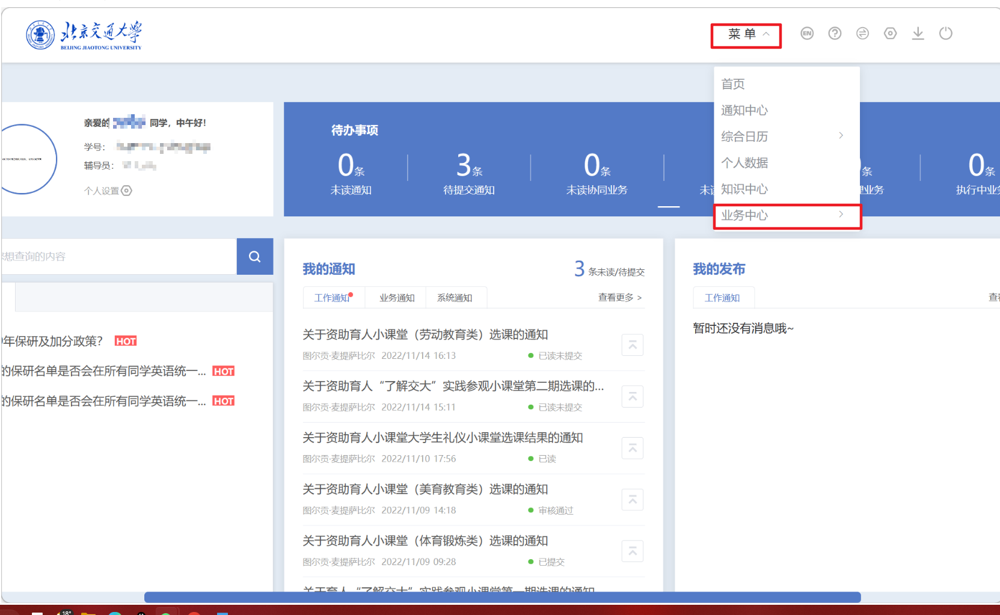 北京交通大学
BEIJING JIAOTONG UNIVERSITY
菜单
EN
首页
通知中心
综合日历
个人数据
知识中心
业务中心
亲爱的 同学，中午好！
学号：
辅导员：
个人设置
待办事项
0条
3条
0条
条
0条
未读通知
待提交通知
未读协同业务
未读
业务
执行中业务
想查询的内容
我的通知
3 条未读/待提交
工作通知
业务通知
系统通知
查看更多 >
我的发布
工作通知
查看
暂时还没有消息哦~
年保研及加分政策？ HOT
的保研名单是否会在所有同学英语统一... HOT
的保研名单是否会在所有同学英语统一... HOT
关于资助育人小课堂（劳动教育类）选课的通知
图尔贡·麦提萨比尔 2022/11/14 16:13 已读未提交
关于资助育人“了解交大”实践参观小课堂第二期选课的...
图尔贡·麦提萨比尔 2022/11/14 15:11 已读未提交
关于资助育人小课堂大学生礼仪小课堂选课结果的通知
图尔贡·麦提萨比尔 2022/11/10 17:56 已读
关于资助育人小课堂（美育教育类）选课的通知
图尔贡·麦提萨比尔 2022/11/09 14:18 审核通过
关于资助育人小课堂（体育锻炼类）选课的通知
图尔贡·麦提萨比尔 2022/11/09 09:28 已提交
关于育人“了解交大”实践参观小课堂第一期选课的通知
18°